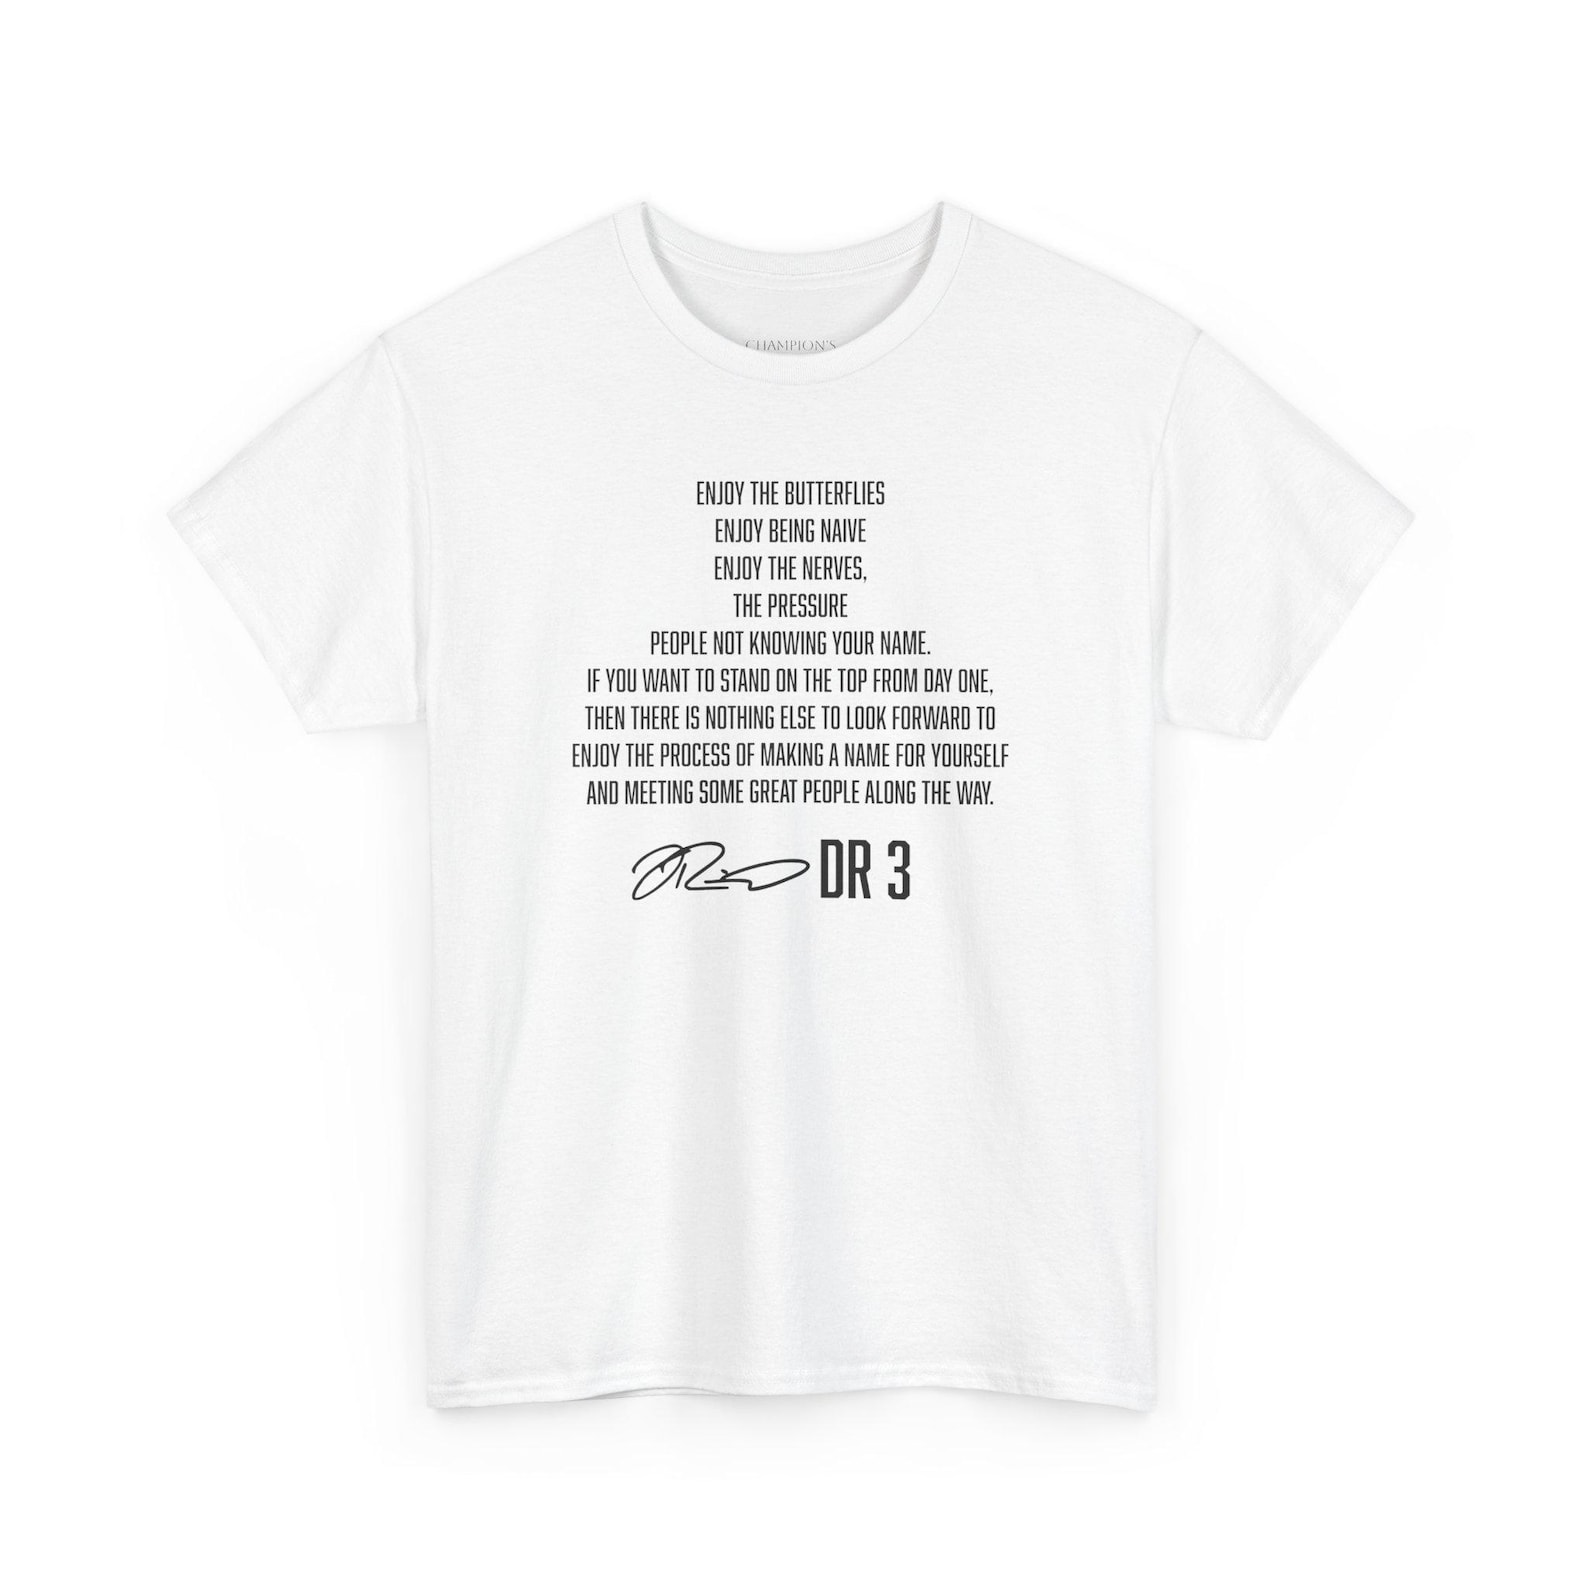 CHAMPION'S
ENJOY THE BUTTERFLIES
ENJOY BEING NAIVE
ENJOY THE NERVES,
THE PRESSURE
PEOPLE NOT KNOWING YOUR NAME.
IF YOU WANT TO STAND ON THE TOP FROM DAY ONE,
THEN THERE IS NOTHING ELSE TO LOOK FORWARD TO
ENJOY THE PROCESS OF MAKING A NAME FOR YOURSELF
AND MEETING SOME GREAT PEOPLE ALONG THE WAY.
DR 3